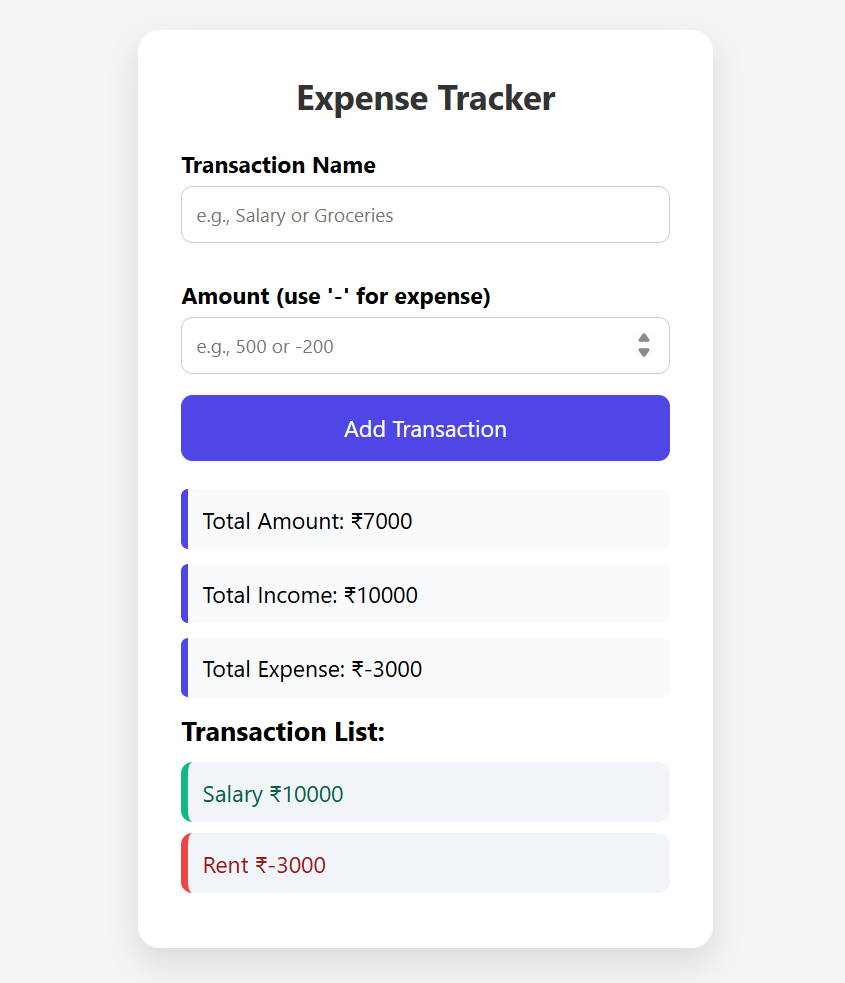 Expense Tracker
Transaction Name
e.g., Salary or Groceries
Amount (use '-' for expense)
e.g., 500 or -200
Add Transaction
Total Amount: ₹7000
Total Income: ₹10000
Total Expense: ₹-3000
Transaction List:
Salary ₹10000
Rent ₹-3000